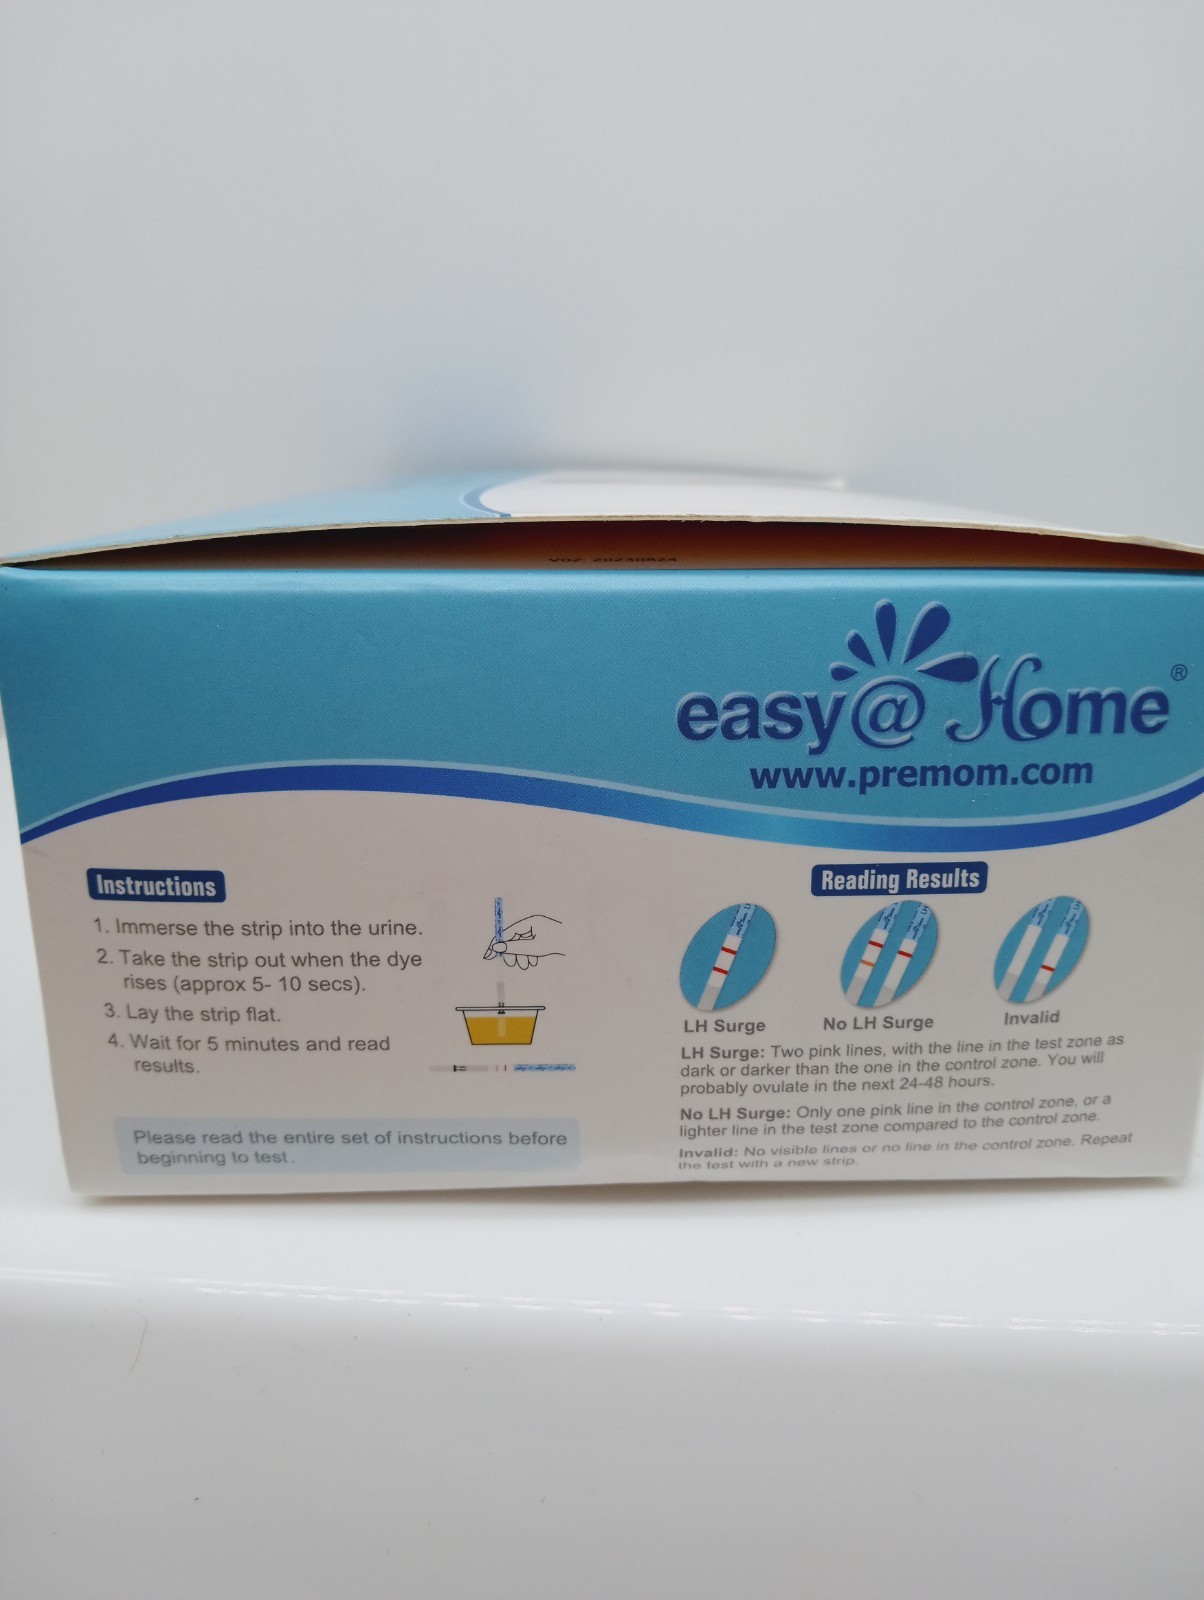 V02: 20230824
easy@Home®
www.premom.com
Instructions
1. Immerse the strip into the urine.
2. Take the strip out when the dye
rises (approx 5- 10 secs).
3. Lay the strip flat.
4. Wait for 5 minutes and read
results.
Please read the entire set of instructions before
beginning to test.
Reading Results
LH Surge
No LH Surge
Invalid
LH Surge: Two pink lines, with the line in the test zone as
dark or darker than the one in the control zone. You will
probably ovulate in the next 24-48 hours.
No LH Surge: Only one pink line in the control zone, or a
lighter line in the test zone compared to the control zone.
Invalid: No visible lines or no line in the control zone. Repeat
the test with a new strip.